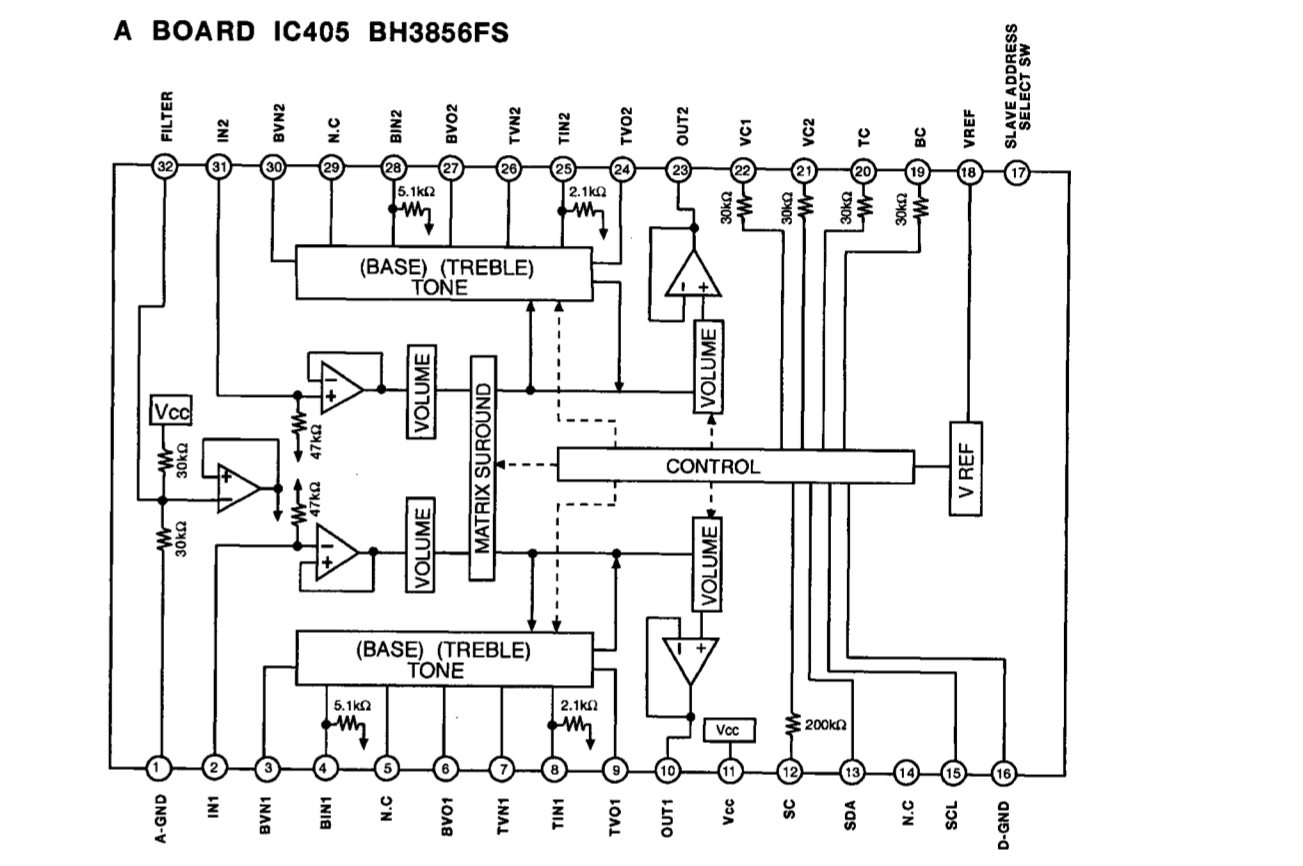 A BOARD IC405 BH3856FS
FILTER
IN2
BVN2
N.C
BIN2
BVO2
TVN2
TIN2
TVO2
OUT2
VC1
VC2
TC
BC
VREF
SLAVE ADDRESS
SELECT SW
32
31
30
29
28
27
26
25
24
23
22
21
20
19
18
17
5.1kΩ
2.1kΩ
30kΩ
30kΩ
30kΩ
30kΩ
(BASE) (TREBLE)
TONE
- +
VOLUME
VOLUME
MATRIX SUROUND
- +
47kΩ
Vcc
30kΩ
+ -
30kΩ
47kΩ
CONTROL
V REF
- +
VOLUME
VOLUME
(BASE) (TREBLE)
TONE
- +
5.1kΩ
2.1kΩ
Vcc
200kΩ
1
2
3
4
5
6
7
8
9
10
11
12
13
14
15
16
A-GND
IN1
BVN1
BIN1
N.C
BVO1
TVN1
TIN1
TVO1
OUT1
Vcc
SC
SDA
N.C
SCL
D-GND